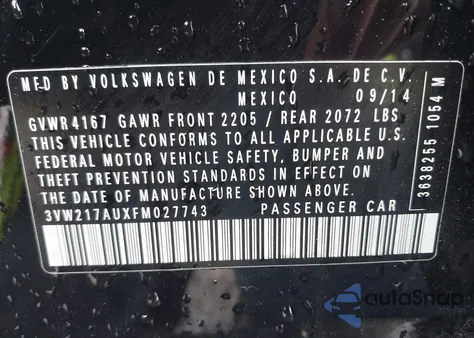 MFD BY VOLKSWAGEN DE MEXICO S.A. DE C.V.
MEXICO 09/14
GVWR4167 GAWR FRONT 2205 / REAR 2072 LBS
THIS VEHICLE CONFORMS TO ALL APPLICABLE U.S.
FEDERAL MOTOR VEHICLE SAFETY, BUMPER AND
THEFT PREVENTION STANDARDS IN EFFECT ON
THE DATE OF MANUFACTURE SHOWN ABOVE
3VW217AUXFM027743 PASSENGER CAR
3638255 1054 M
autoSnap